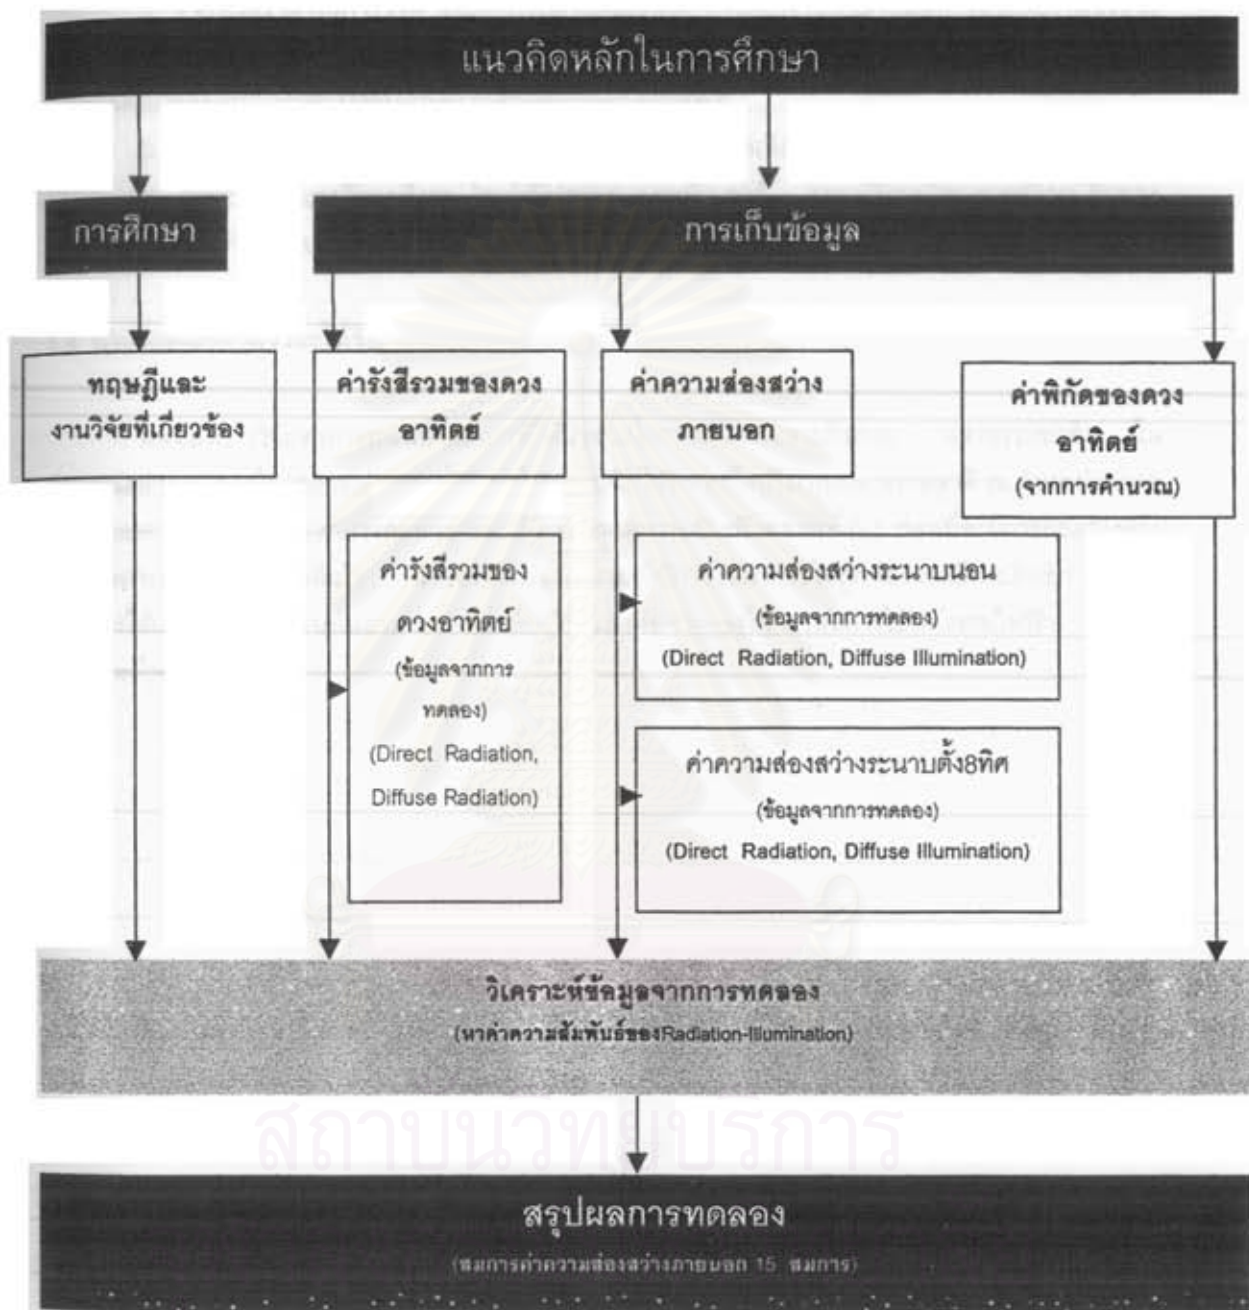 แนวคิดหลักในการศึกษา
การศึกษา
การเก็บข้อมูล
ทฤษฎีและ
งานวิจัยที่เกี่ยวข้อง
ค่ารังสีรวมของดวง
อาทิตย์
ค่าความส่องสว่าง
ภายนอก
ค่าพิกัดของดวง
อาทิตย์
(จากการคำนวณ)
ค่ารังสีรวมของ
ดวงอาทิตย์
(ข้อมูลจากการ
ทดลอง)
(Direct Radiation,
Diffuse Radiation)
ค่าความส่องสว่างระนาบนอน
(ข้อมูลจากการทดลอง)
(Direct Radiation, Diffuse Illumination)
ค่าความส่องสว่างระนาบตั้ง8ทิศ
(ข้อมูลจากการทดลอง)
(Direct Radiation, Diffuse Illumination)
วิเคราะห์ข้อมูลจากการทดลอง
(หาค่าความสัมพันธ์ของRadiation-Illumination)
สถาบันวิทยบริการ
สรุปผลการทดลอง
(สมการค่าความส่องสว่างภายนอก 15 สมการ)